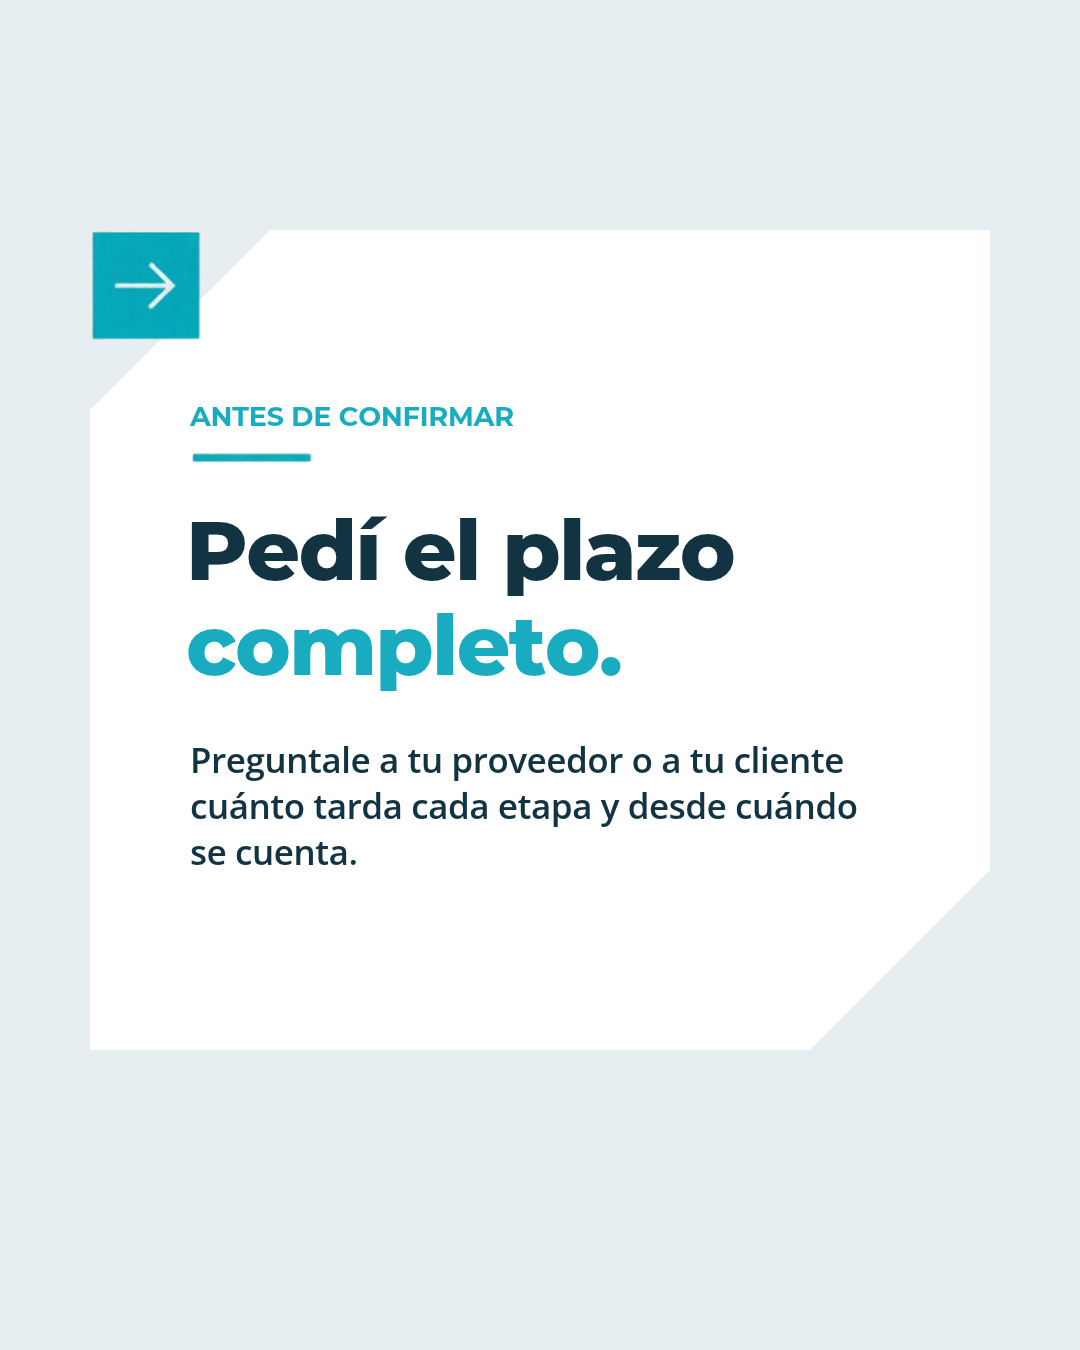 ANTES DE CONFIRMAR
Pedí el plazo
completo.
Preguntale a tu proveedor o a tu cliente
cuánto tarda cada etapa y desde cuándo
se cuenta.